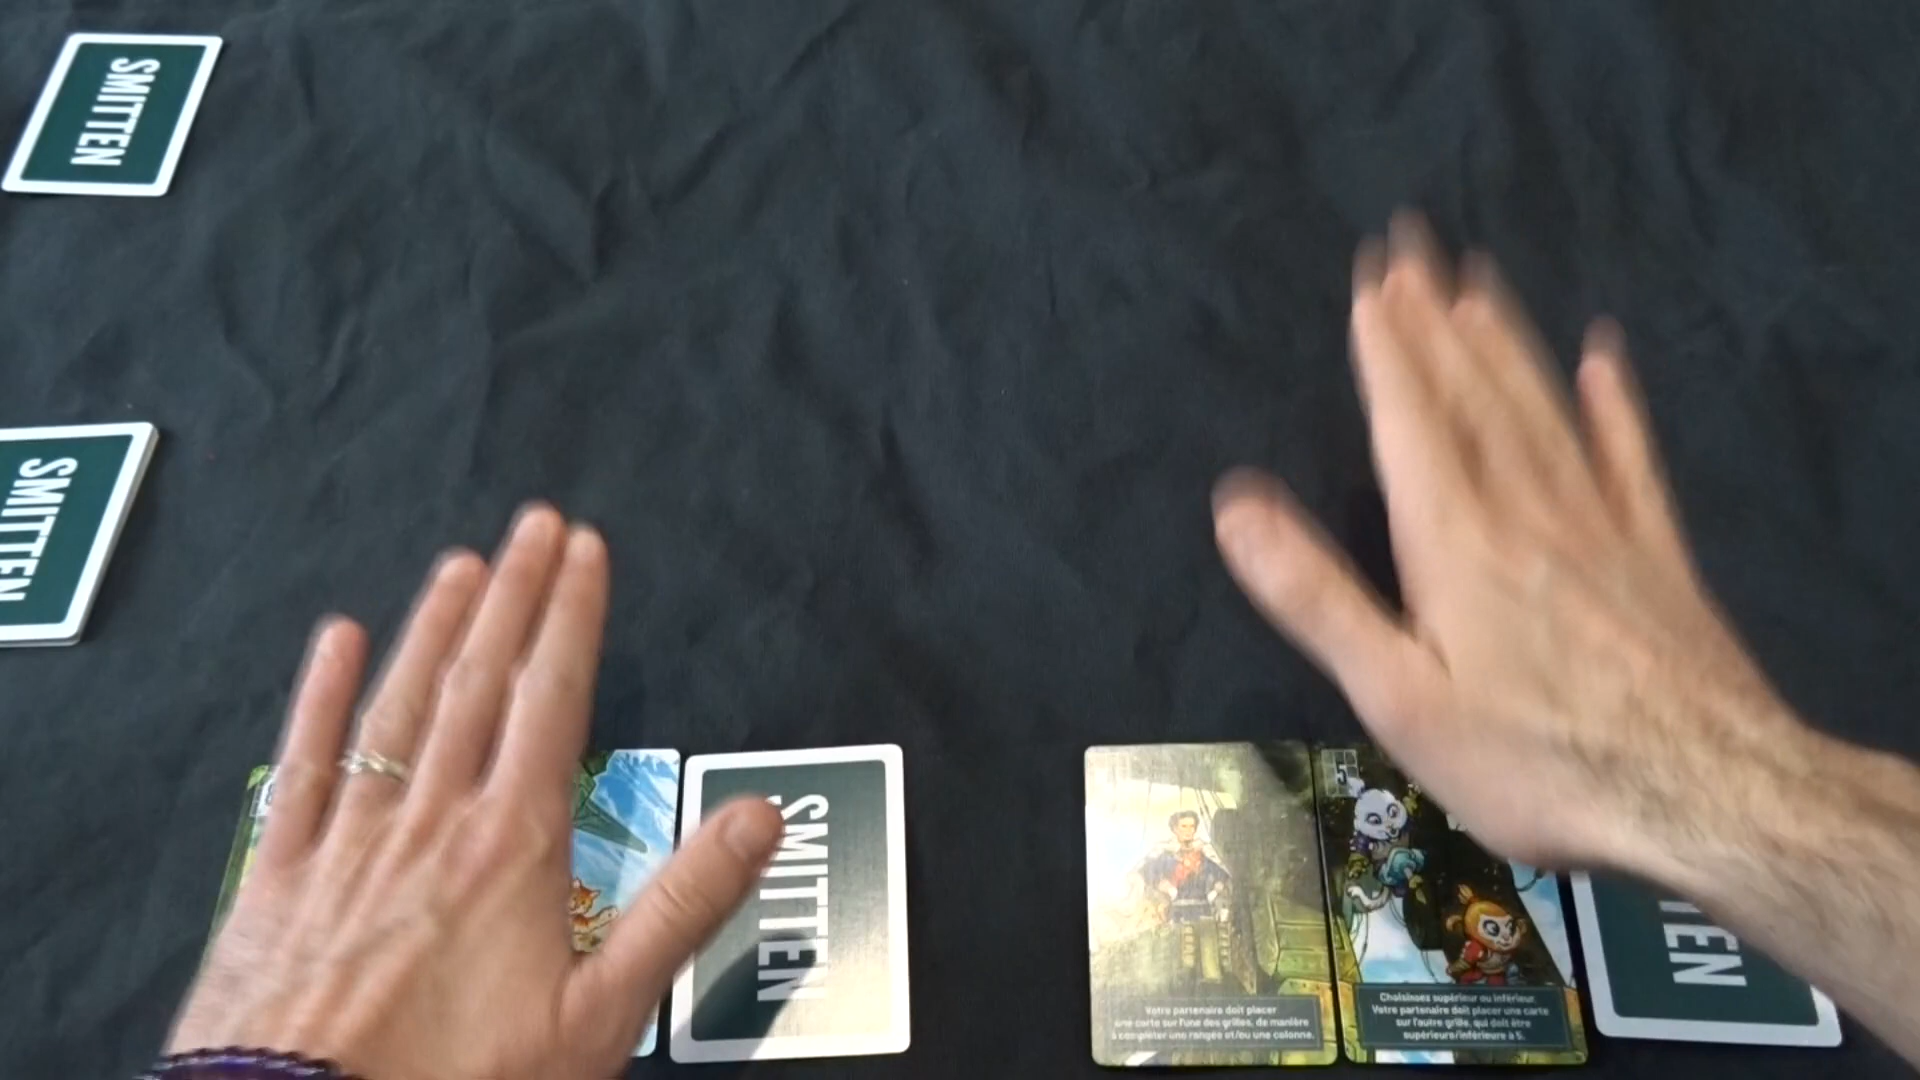 SMITTEN
SMITTEN
SMITTEN
Votre partenaire doit placer
une carte sur l'une des grilles, de manière
à compléter une rangée et/ou une colonne.
5
Choisissez supérieur ou inférieur.
Votre partenaire doit placer une carte
sur l'autre grille, qui doit être
supérieure/inférieure à 5.
TTEN